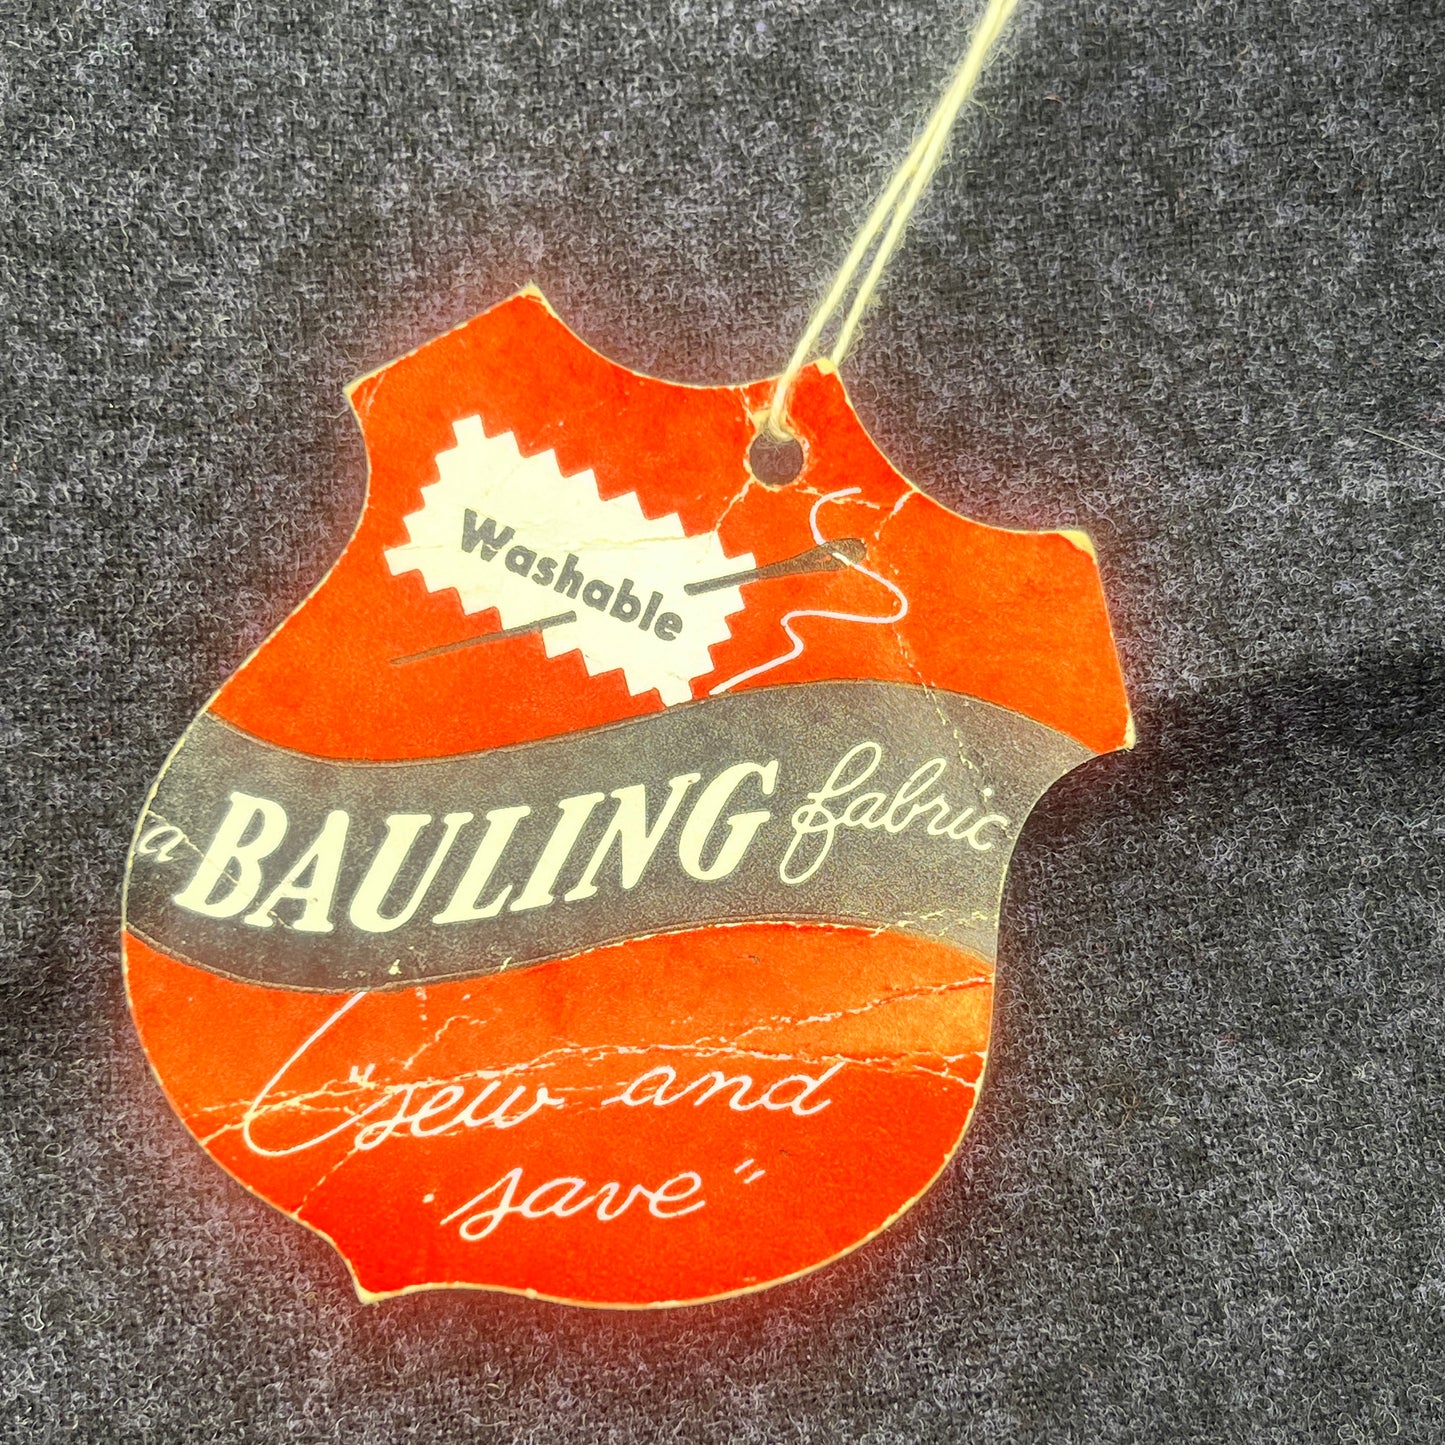 Washable
a BAULING fabric
"sew and
save"